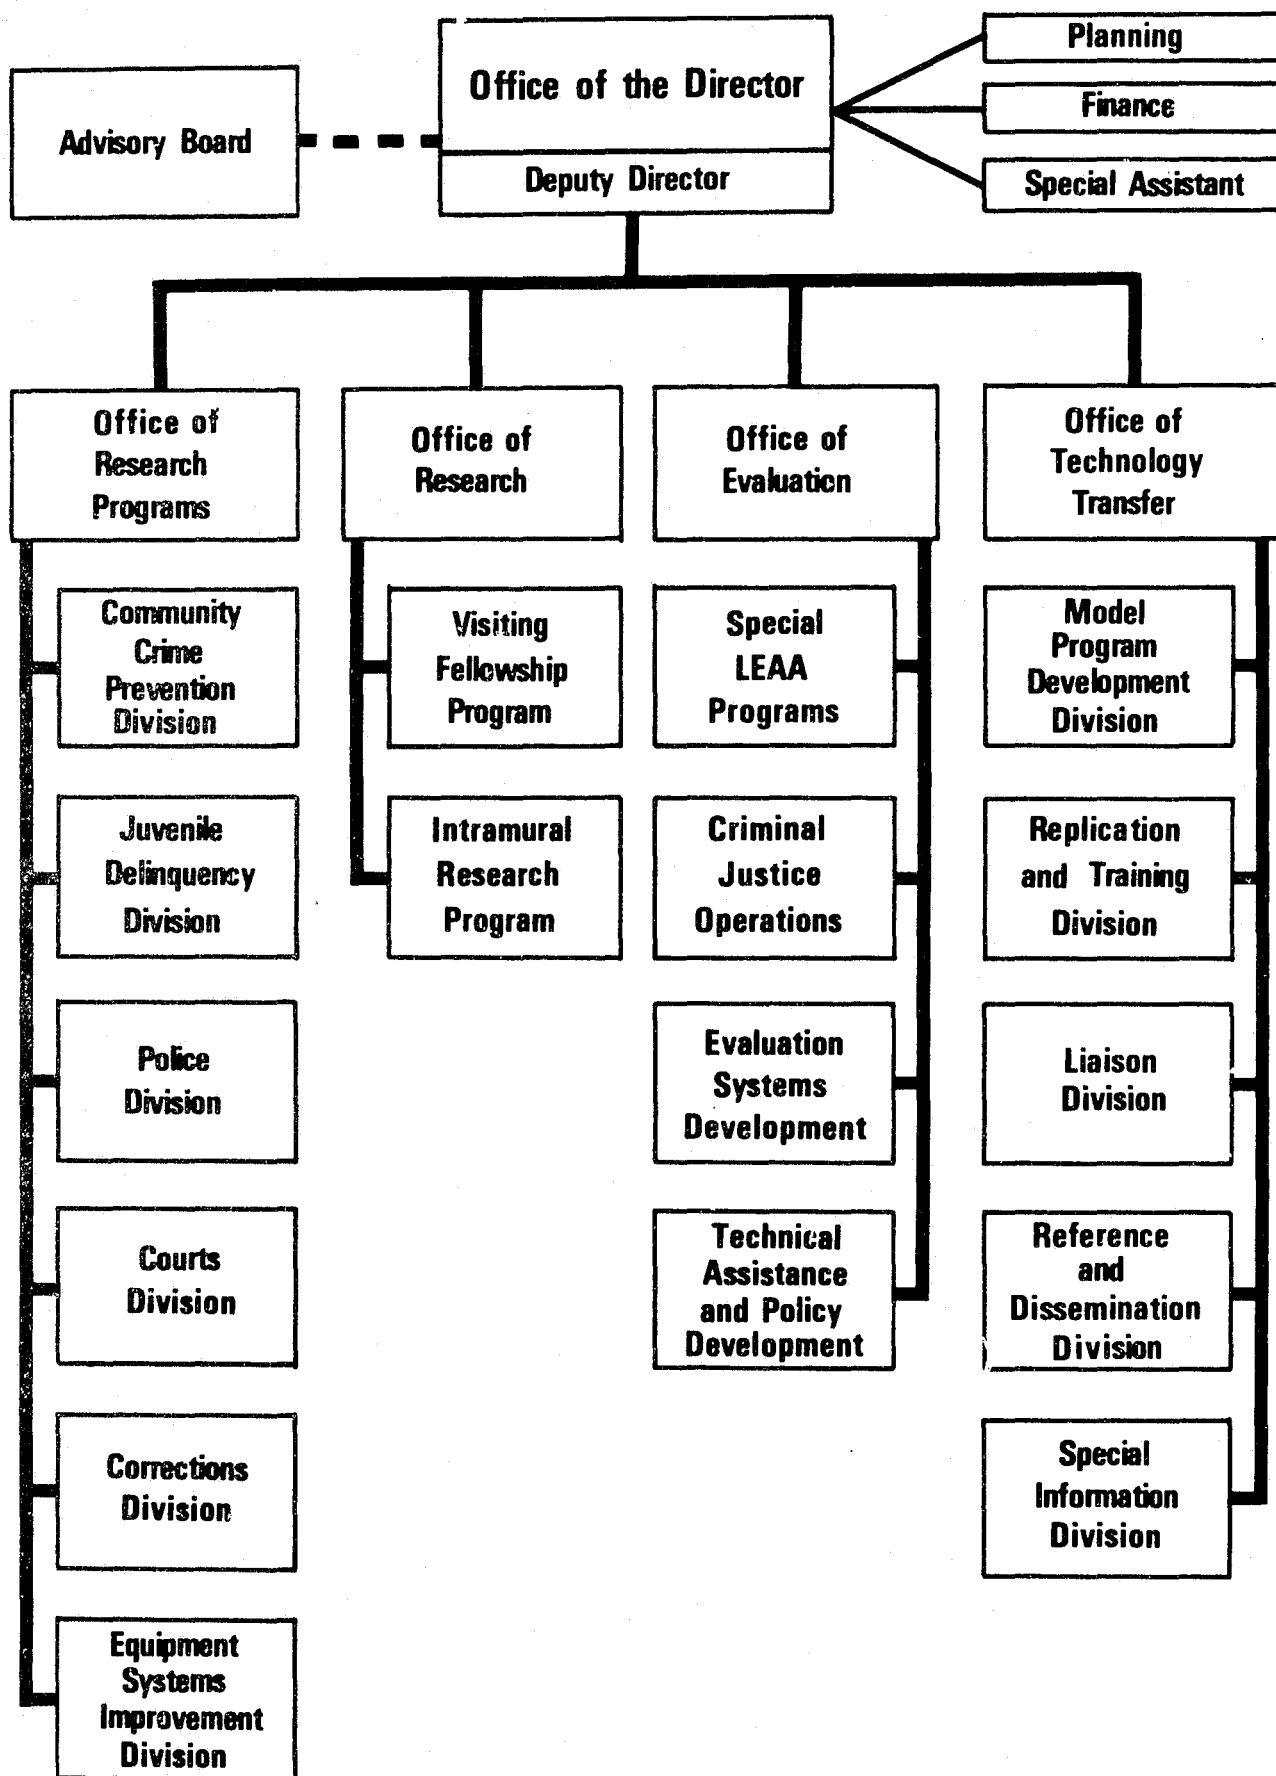 Office of the Director
Deputy Director
Advisory Board
Planning
Finance
Special Assistant
Office of
Research
Programs
Community
Crime
Prevention
Division
Juvenile
Delinquency
Division
Police
Division
Courts
Division
Corrections
Division
Equipment
Systems
Improvement
Division
Office of
Research
Visiting
Fellowship
Program
Intramural
Research
Program
Office of
Evaluation
Special
LEAA
Programs
Criminal
Justice
Operations
Evaluation
Systems
Development
Technical
Assistance
and Policy
Development
Office of
Technology
Transfer
Model
Program
Development
Division
Replication
and Training
Division
Liaison
Division
Reference
and
Dissemination
Division
Special
Information
Division